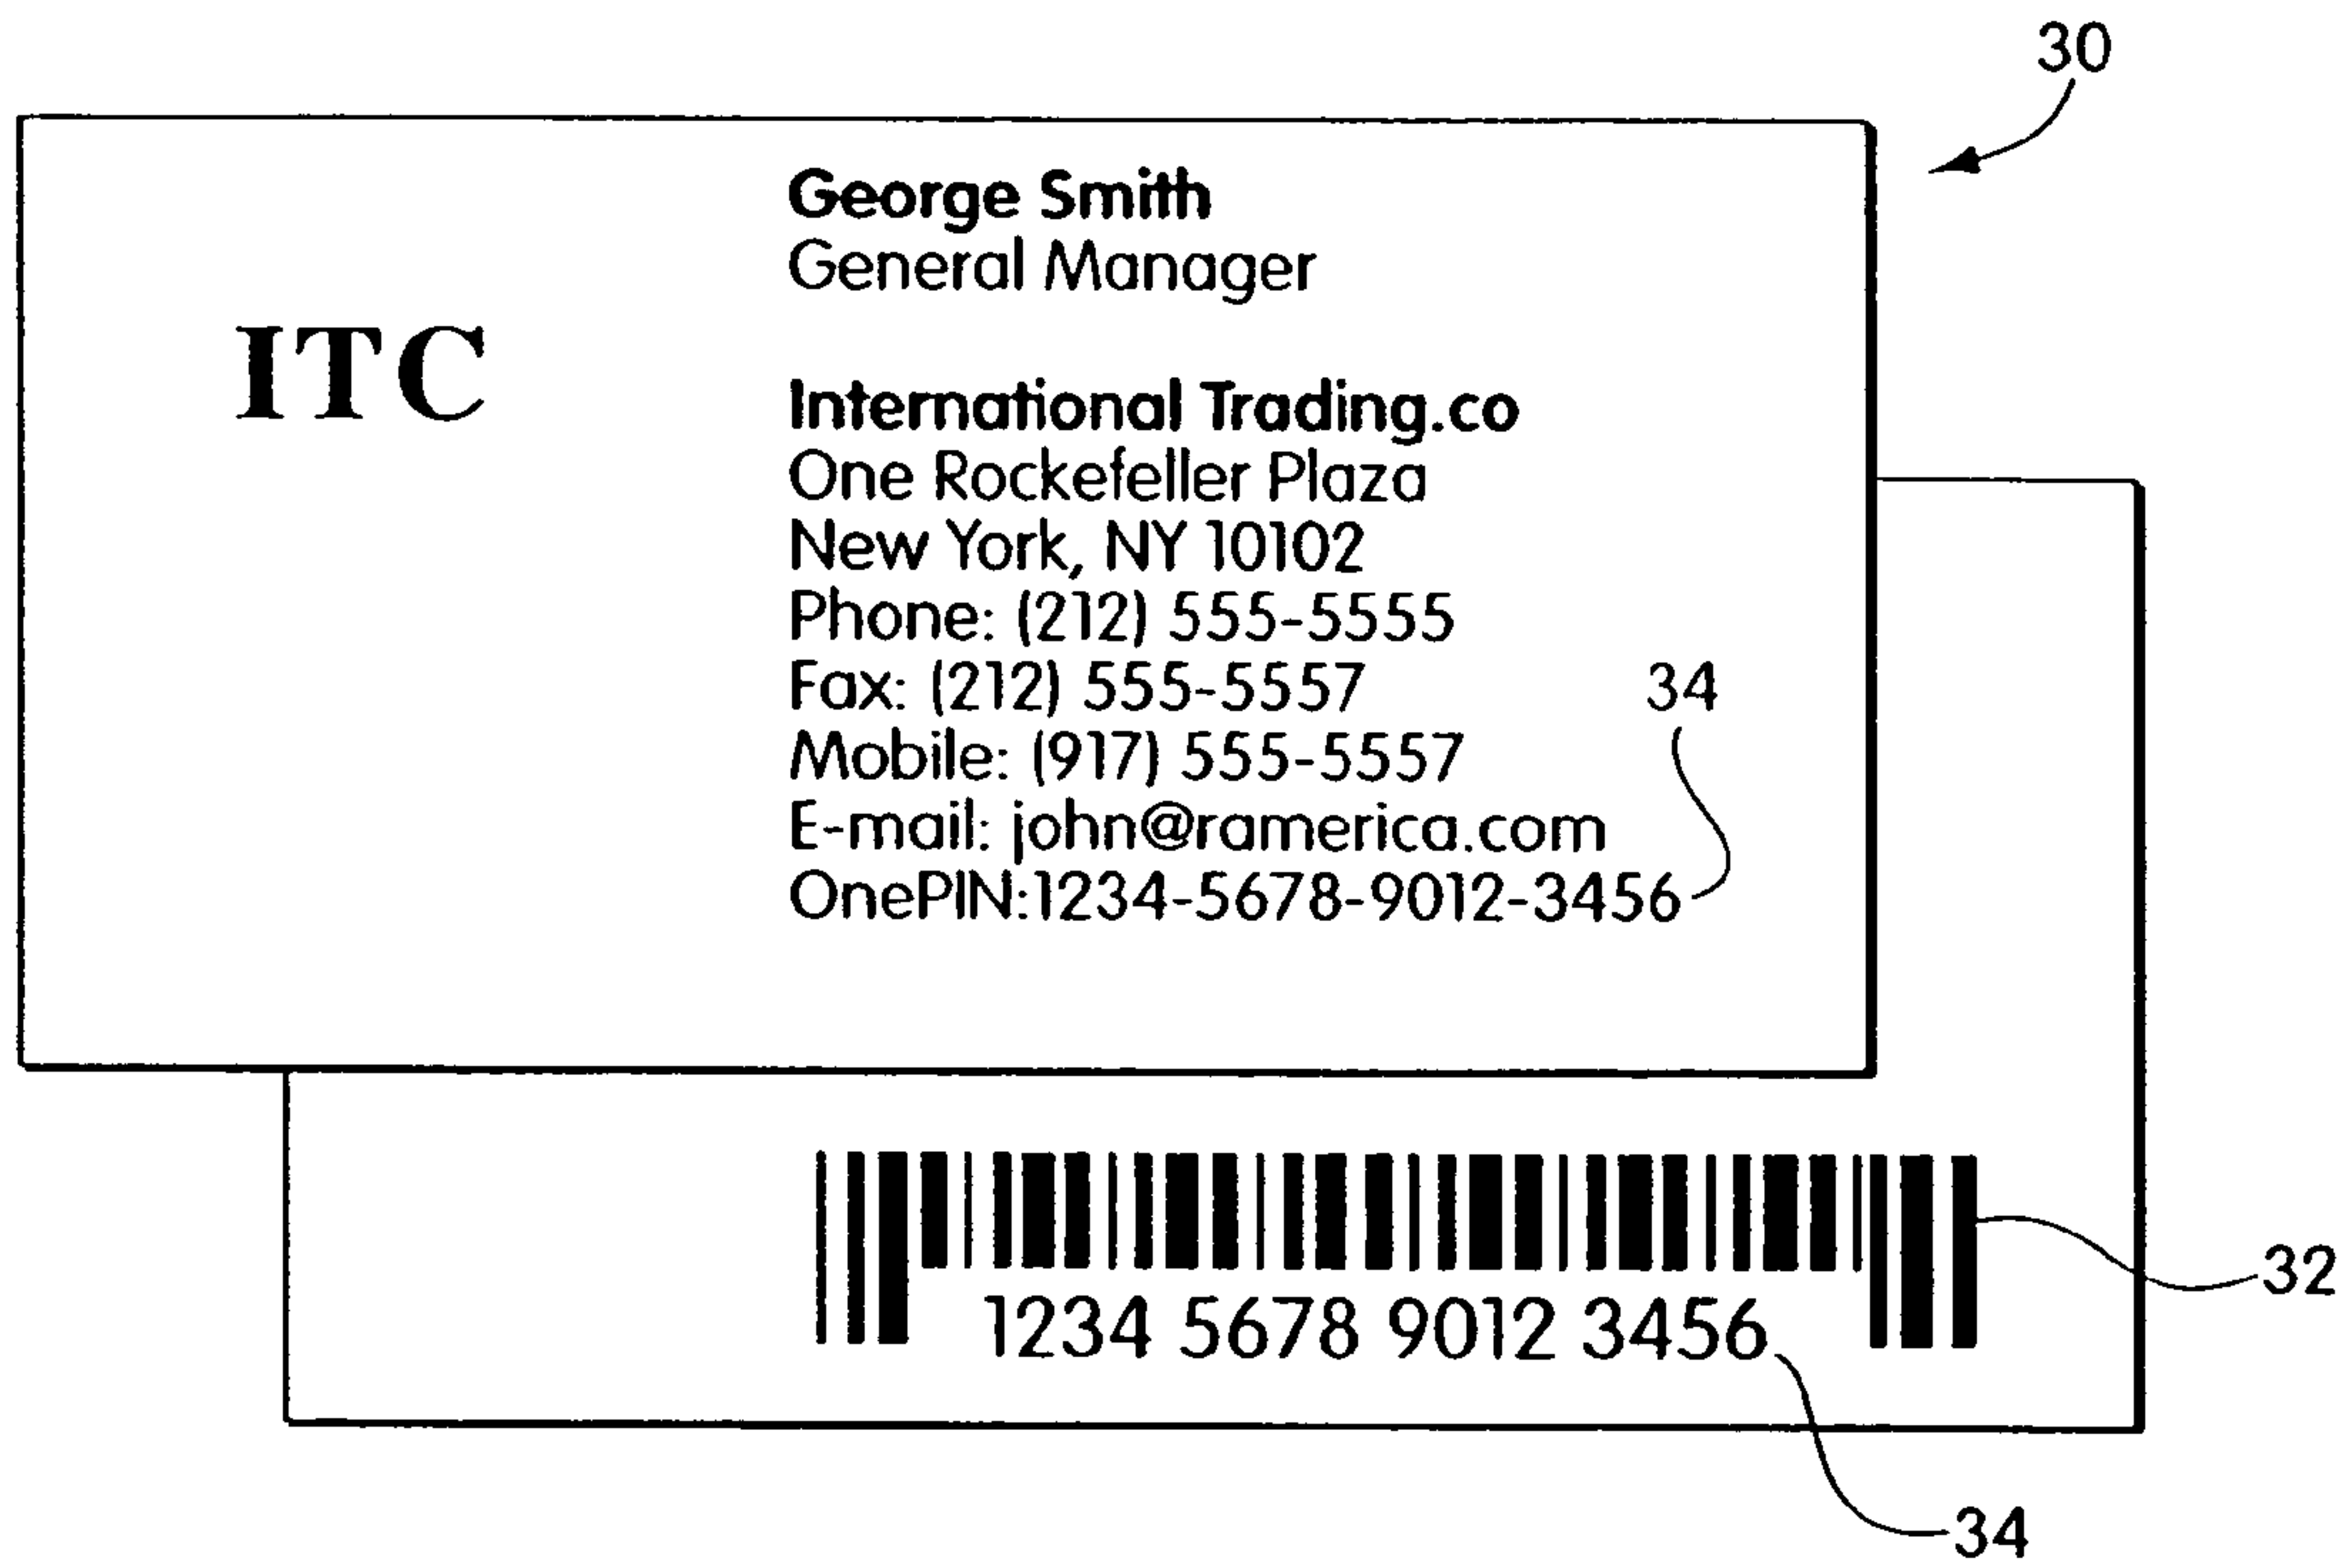 30
George Smith
General Manager
ITC
International Trading.co
One Rockefeller Plaza
New York, NY 10102
Phone: (212) 555-5555
Fax: (212) 555-5557
34
Mobile: (917) 555-5557
E-mail: john@ramerica.com
OnePIN:1234-5678-9012-3456
32
1234 5678 9012 3456
34